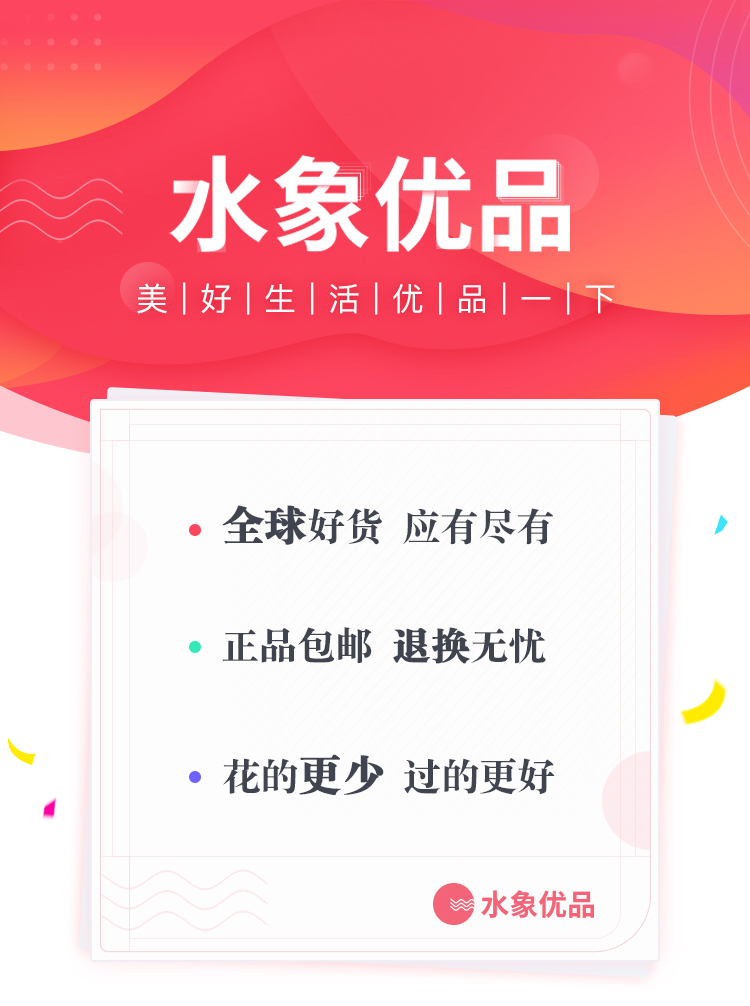 水象优品
美|好|生|活|优|品|一|下
全球好货 应有尽有
正品包邮 退换无忧
花的更少 过的更好
水象优品